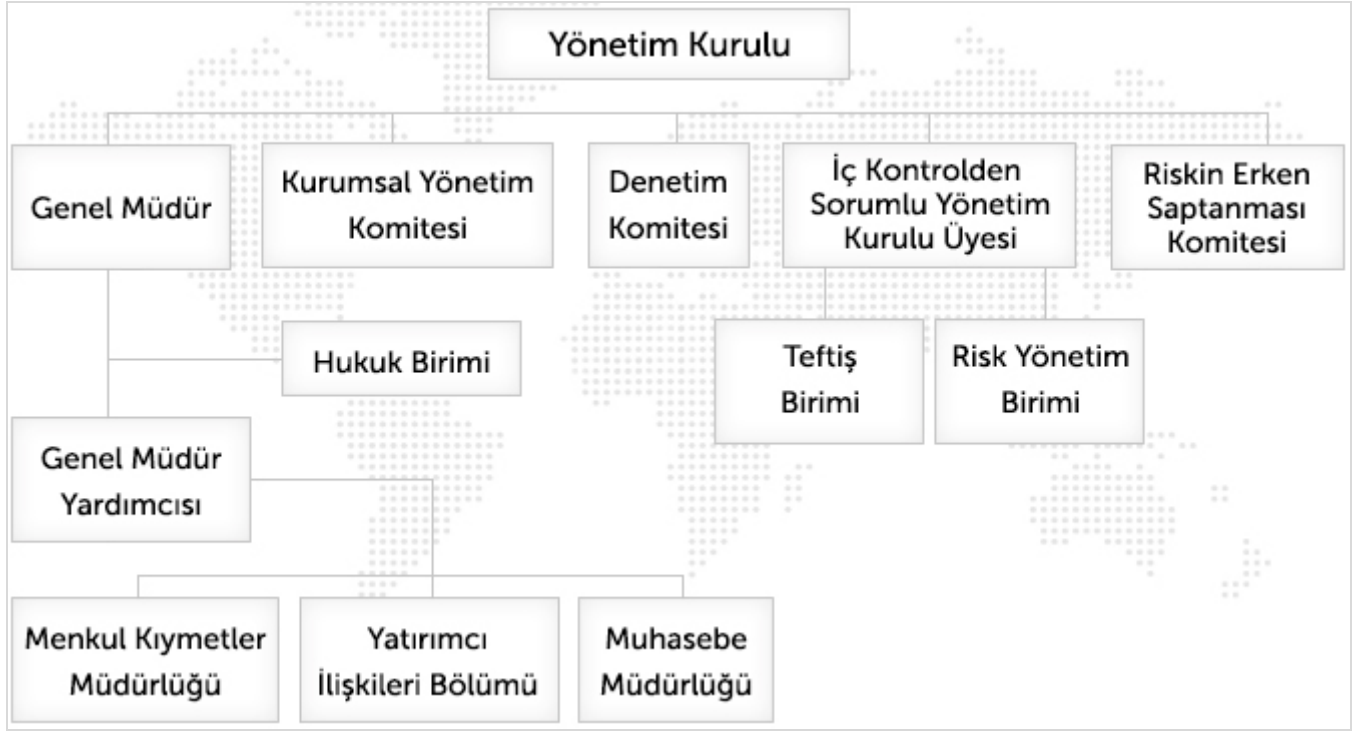 Yönetim Kurulu
Genel Müdür
Kurumsal Yönetim
Komitesi
Denetim
Komitesi
İç Kontrolden
Sorumlu Yönetim
Kurulu Üyesi
Riskin Erken
Saptanması
Komitesi
Hukuk Birimi
Teftiş
Birimi
Risk Yönetim
Birimi
Genel Müdür
Yardımcısı
Menkul Kıymetler
Müdürlüğü
Yatırımcı
İlişkileri Bölümü
Muhasebe
Müdürlüğü